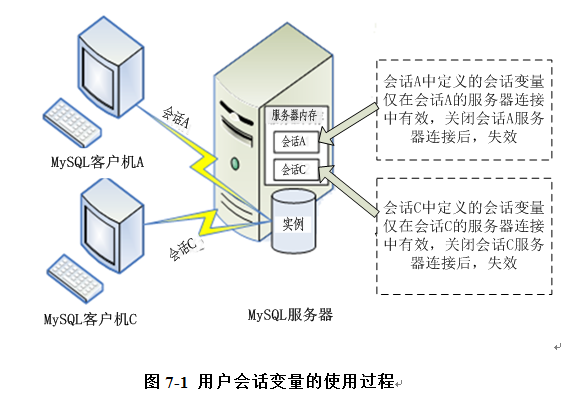 会话A
MySQL客户机A
会话C
MySQL客户机C
服务器内存
会话A
会话C
实例
MySQL服务器
会话A中定义的会话变量
仅在会话A的服务器连接
中有效，关闭会话A服务
器连接后，失效
会话C中定义的会话变量
仅在会话C的服务器连接
中有效，关闭会话C服务
器连接后，失效
图 7-1 用户会话变量的使用过程